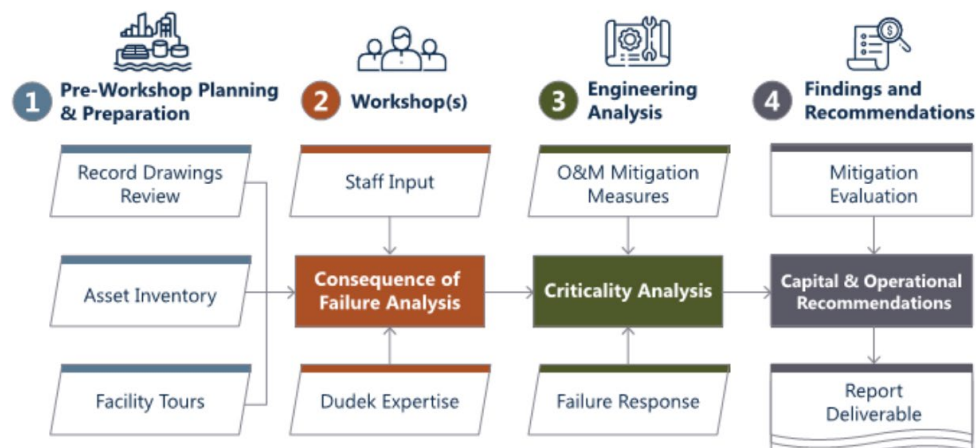 1 Pre-Workshop Planning
& Preparation
2 Workshop(s)
3 Engineering
Analysis
4 Findings and
Recommendations
Record Drawings
Review
Asset Inventory
Facility Tours
Staff Input
Consequence of
Failure Analysis
Dudek Expertise
O&M Mitigation
Measures
Criticality Analysis
Failure Response
Mitigation
Evaluation
Capital & Operational
Recommendations
Report
Deliverable